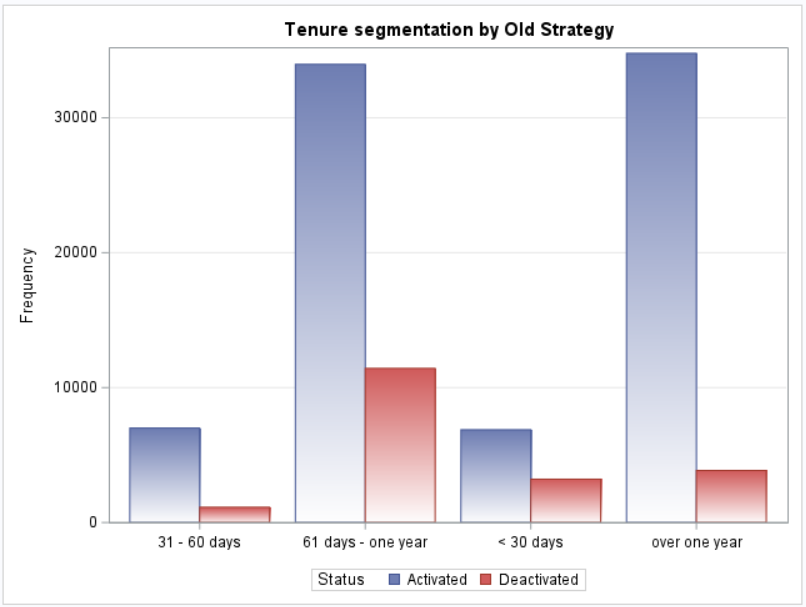 Tenure segmentation by Old Strategy
Frequency
30000
20000
10000
0
31 - 60 days
61 days - one year
< 30 days
over one year
Status Activated Deactivated